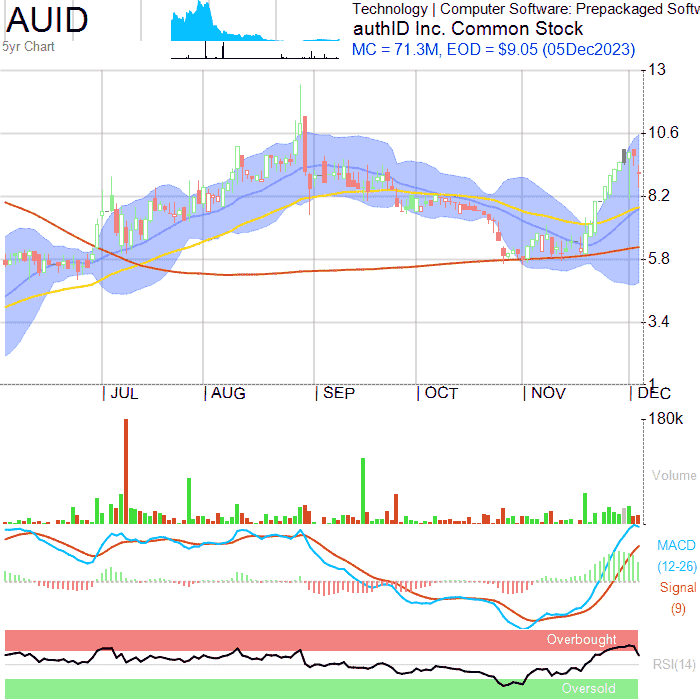 AUID
5yr Chart
Technology | Computer Software: Prepackaged Softw
authID Inc. Common Stock
MC = 71.3M, EOD = $9.05 (05Dec2023)
13
10.6
8.2
5.8
3.4
1
JUL AUG SEP OCT NOV DEC
180k
Volume
MACD
(12-26)
Signal
(9)
Overbought
RSI(14)
Oversold